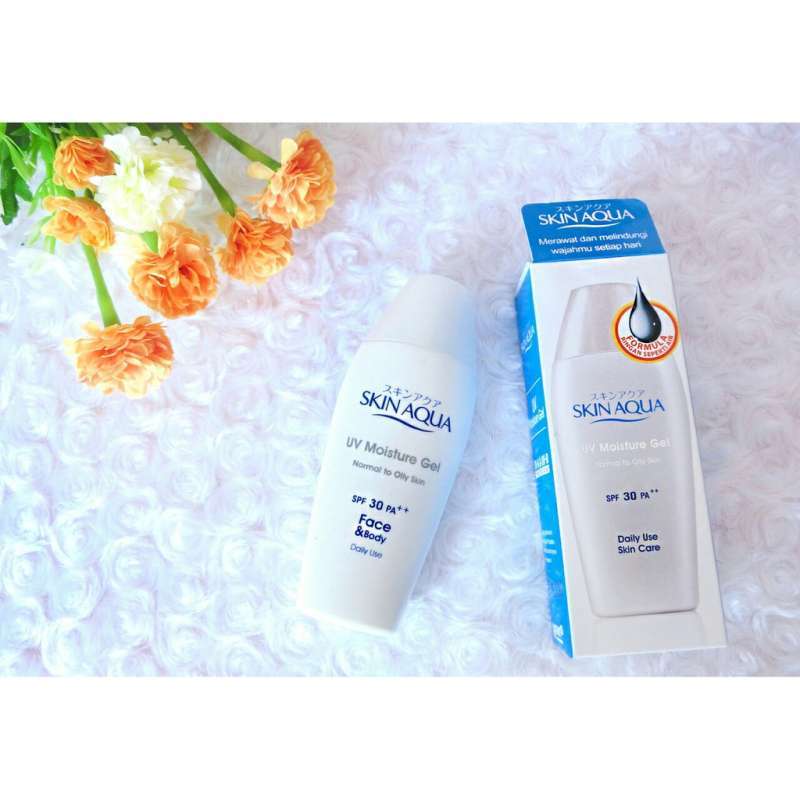 スキンアクア
SKIN AQUA
UV Moisture Gel
Normal to Oily Skin
SPF 30 PA++
Face
&Body
Daily Use
スキンアクア
SKIN AQUA
Merawat dan melindungi
wajahmu setiap hari
FORMULA
RINGAN SEPERTI AIR
スキンアクア
SKIN AQUA
UV Moisture Gel
Normal to Oily Skin
SPF 30 PA++
Daily Use
Skin Care